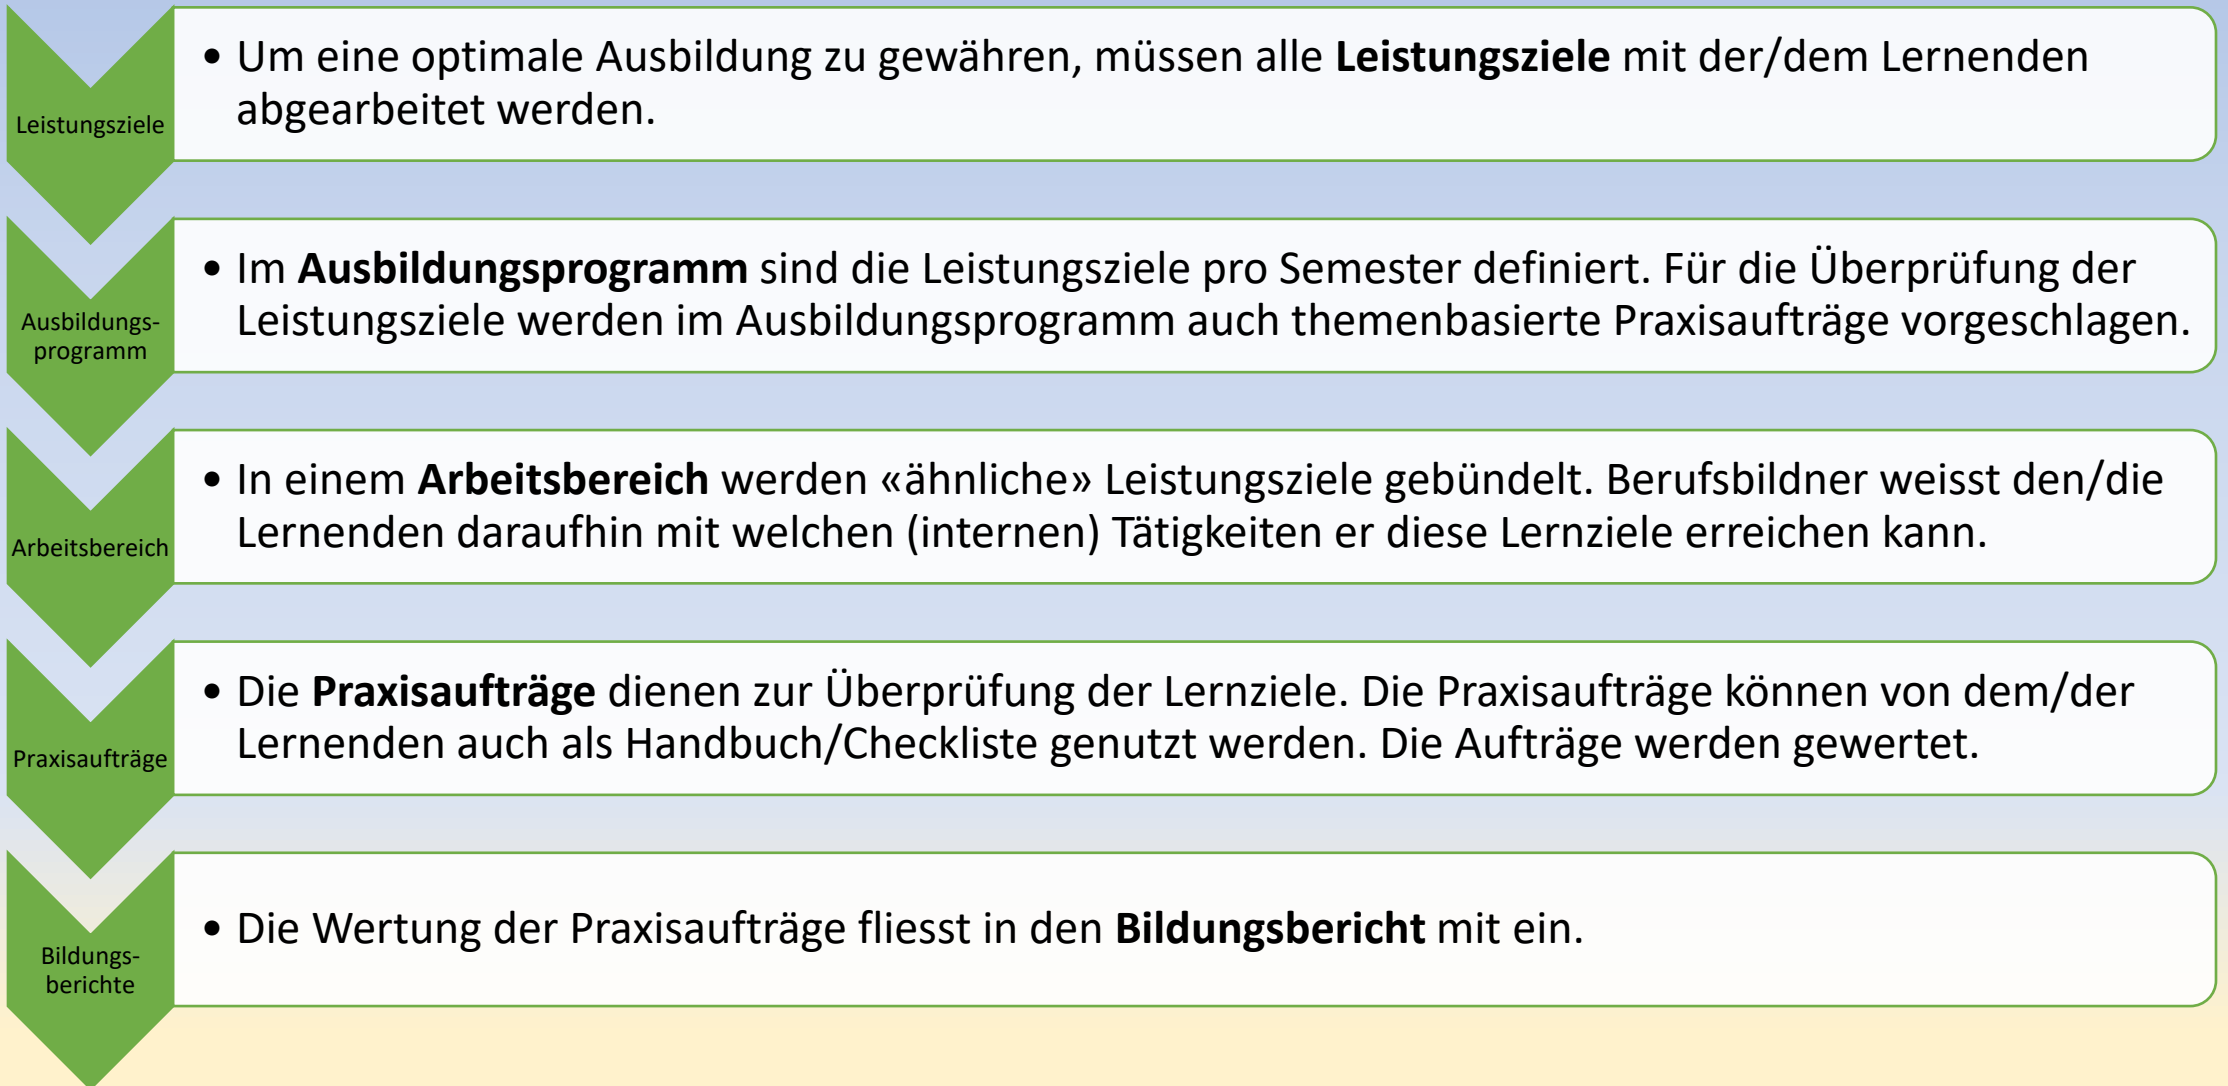 Leistungsziele
• Um eine optimale Ausbildung zu gewähren, müssen alle Leistungsziele mit der/dem Lernenden
abgearbeitet werden.
Ausbildungs-
programm
• Im Ausbildungsprogramm sind die Leistungsziele pro Semester definiert. Für die Überprüfung der
Leistungsziele werden im Ausbildungsprogramm auch themenbasierte Praxisaufträge vorgeschlagen.
Arbeitsbereich
• In einem Arbeitsbereich werden «ähnliche» Leistungsziele gebündelt. Berufsbildner weisst den/die
Lernenden daraufhin mit welchen (internen) Tätigkeiten er diese Lernziele erreichen kann.
Praxisaufträge
• Die Praxisaufträge dienen zur Überprüfung der Lernziele. Die Praxisaufträge können von dem/der
Lernenden auch als Handbuch/Checkliste genutzt werden. Die Aufträge werden gewertet.
Bildungs-
berichte
• Die Wertung der Praxisaufträge fliesst in den Bildungsbericht mit ein.